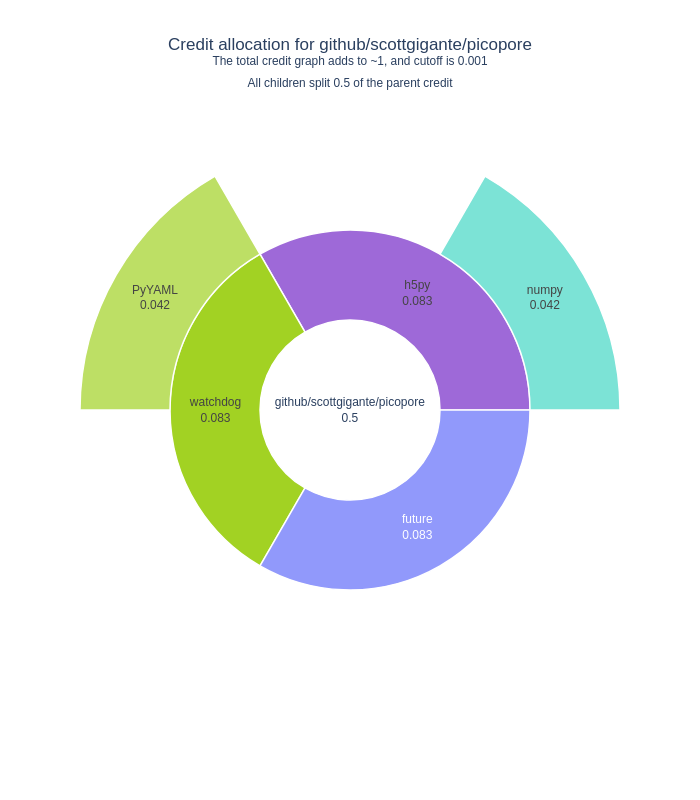 Credit allocation for github/scottgigante/picopore
The total credit graph adds to ~1, and cutoff is 0.001
All children split 0.5 of the parent credit
h5py
0.083
PyYAML
0.042
numpy
0.042
watchdog
0.083
github/scottgigante/picopore
0.5
future
0.083